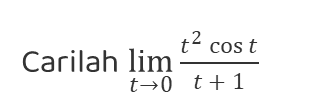 Carilah lim t→0 t² cos t / t + 1